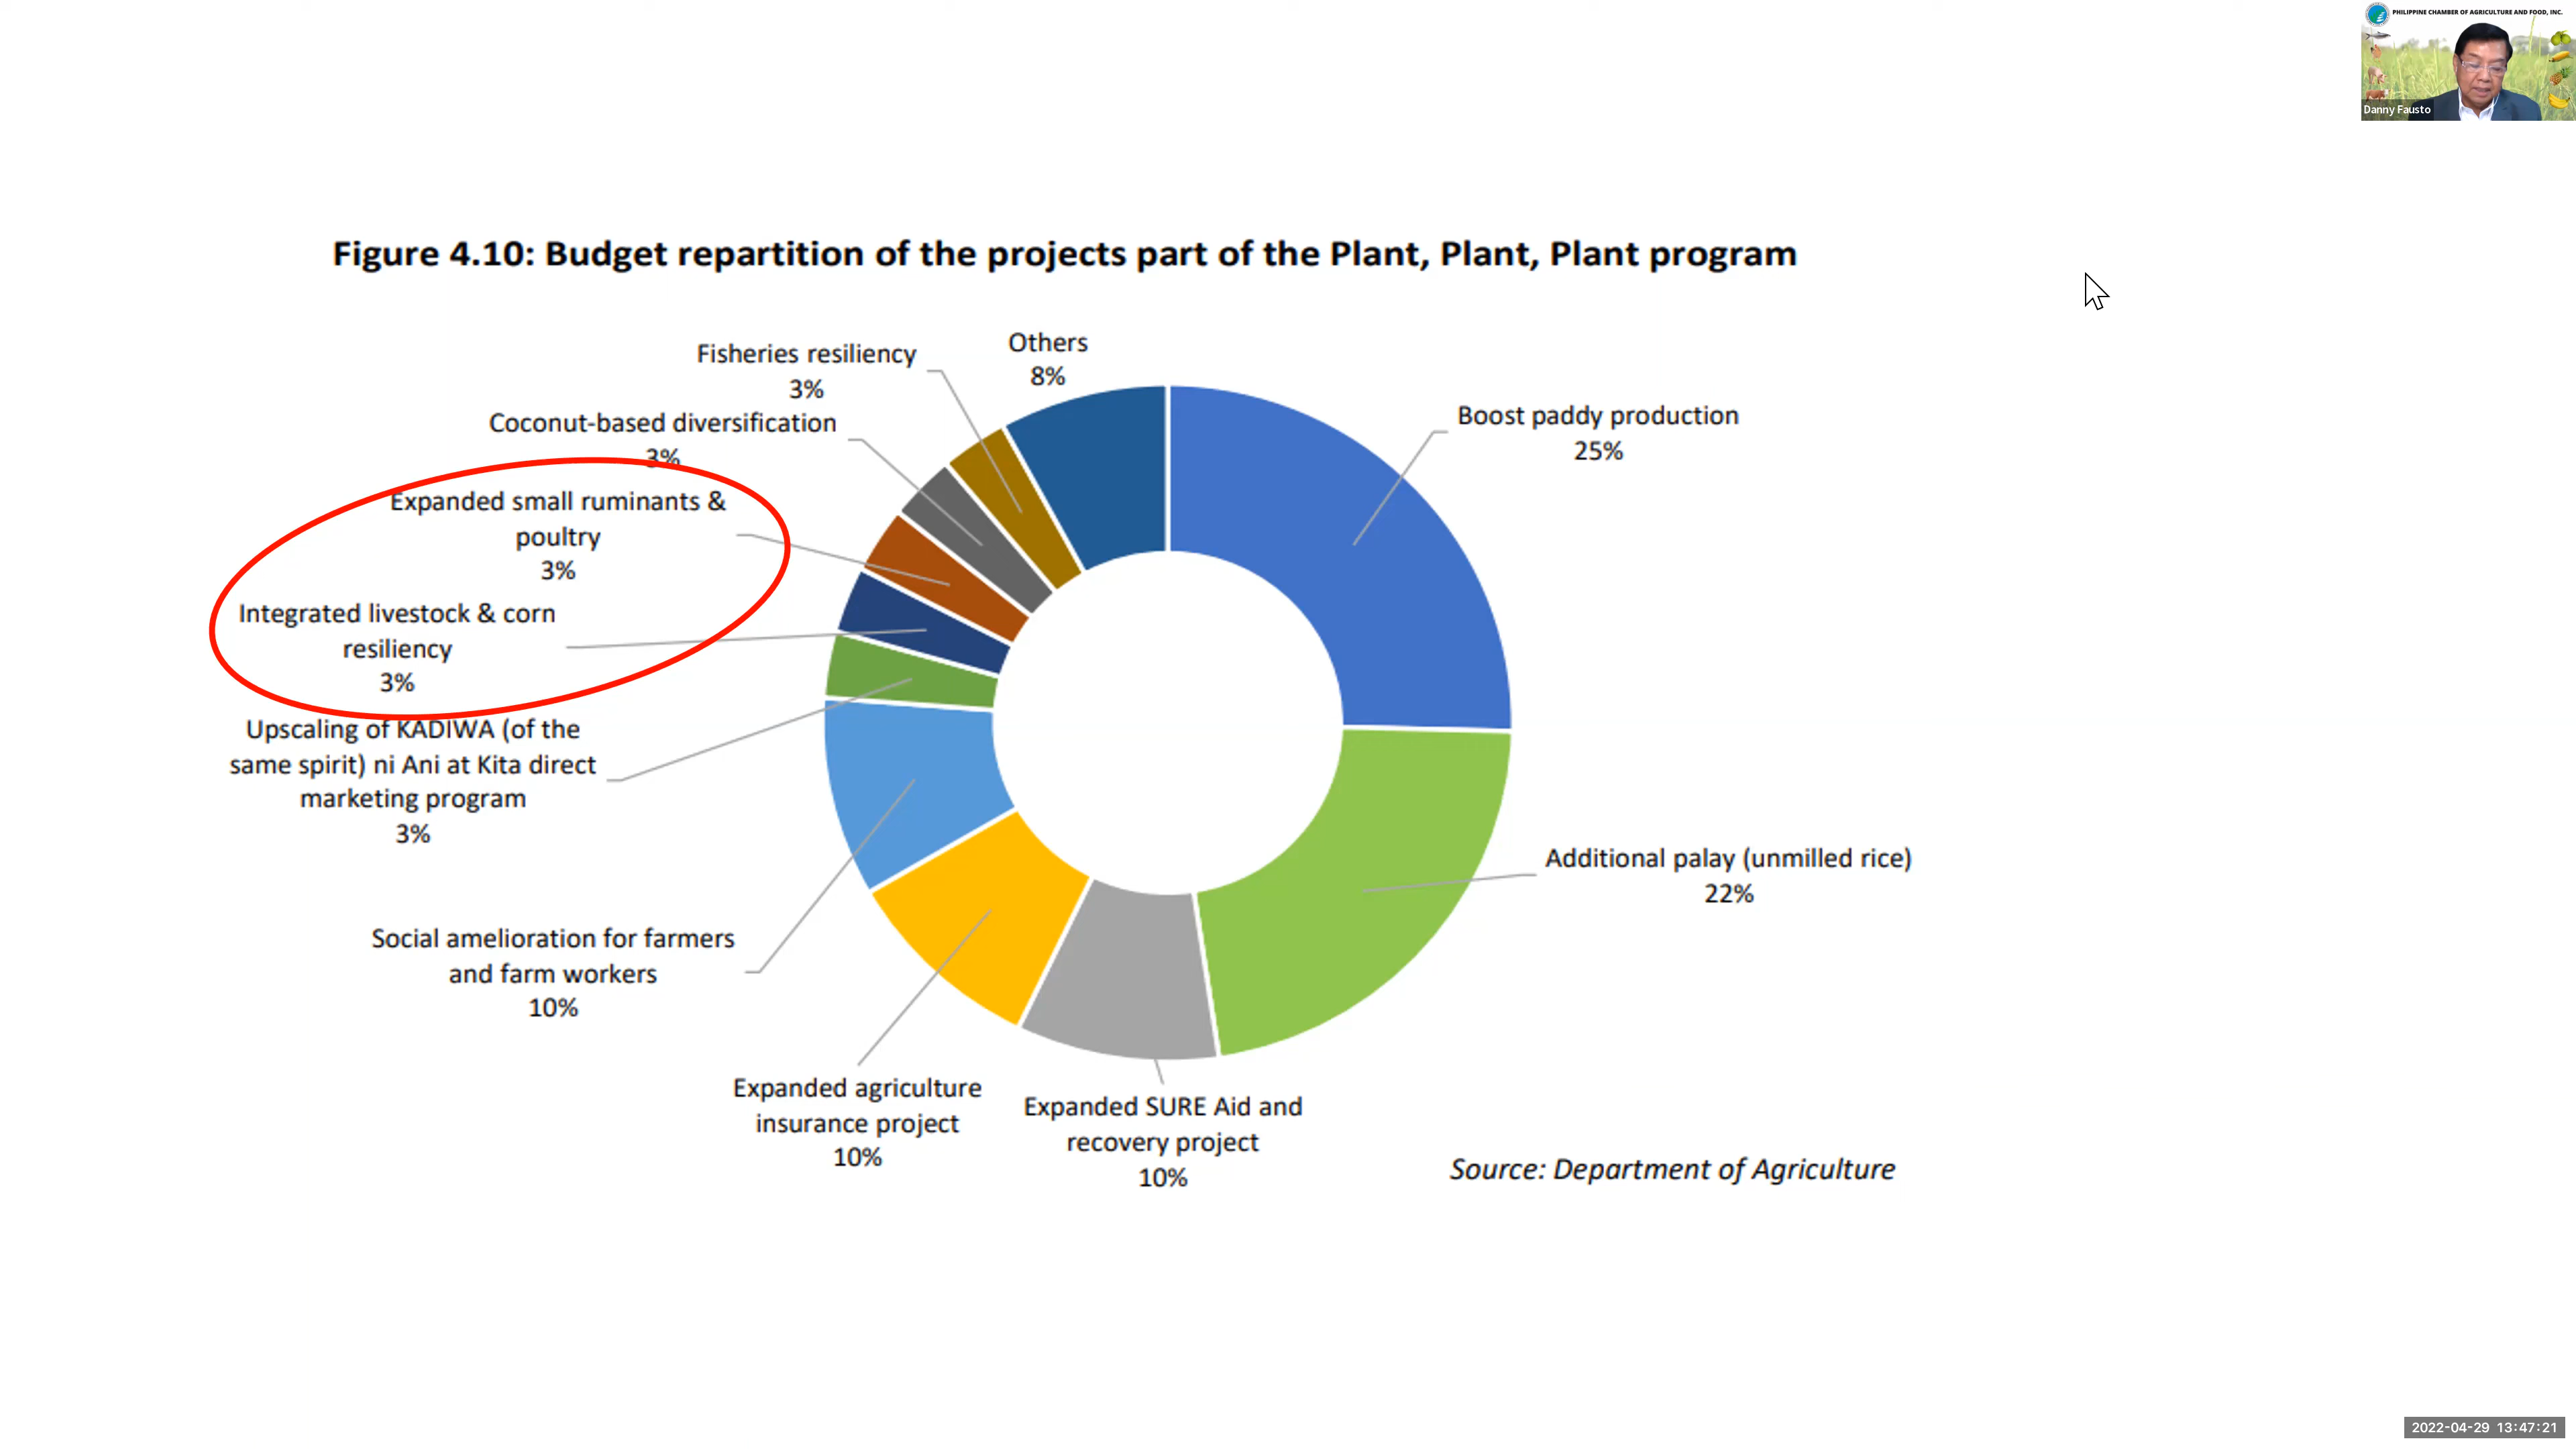 PHILIPPINE CHAMBER OF AGRICULTURE AND FOOD, INC.
Danny Fausto
Figure 4.10: Budget repartition of the projects part of the Plant, Plant, Plant program
Others
8%
Fisheries resiliency
3%
Coconut-based diversification
3%
Expanded small ruminants &
poultry
3%
Integrated livestock & corn
resiliency
3%
Upscaling of KADIWA (of the
same spirit) ni Ani at Kita direct
marketing program
3%
Social amelioration for farmers
and farm workers
10%
Expanded agriculture
insurance project
10%
Expanded SURE Aid and
recovery project
10%
Boost paddy production
25%
Additional palay (unmilled rice)
22%
Source: Department of Agriculture
2022-04-29 13:47:21